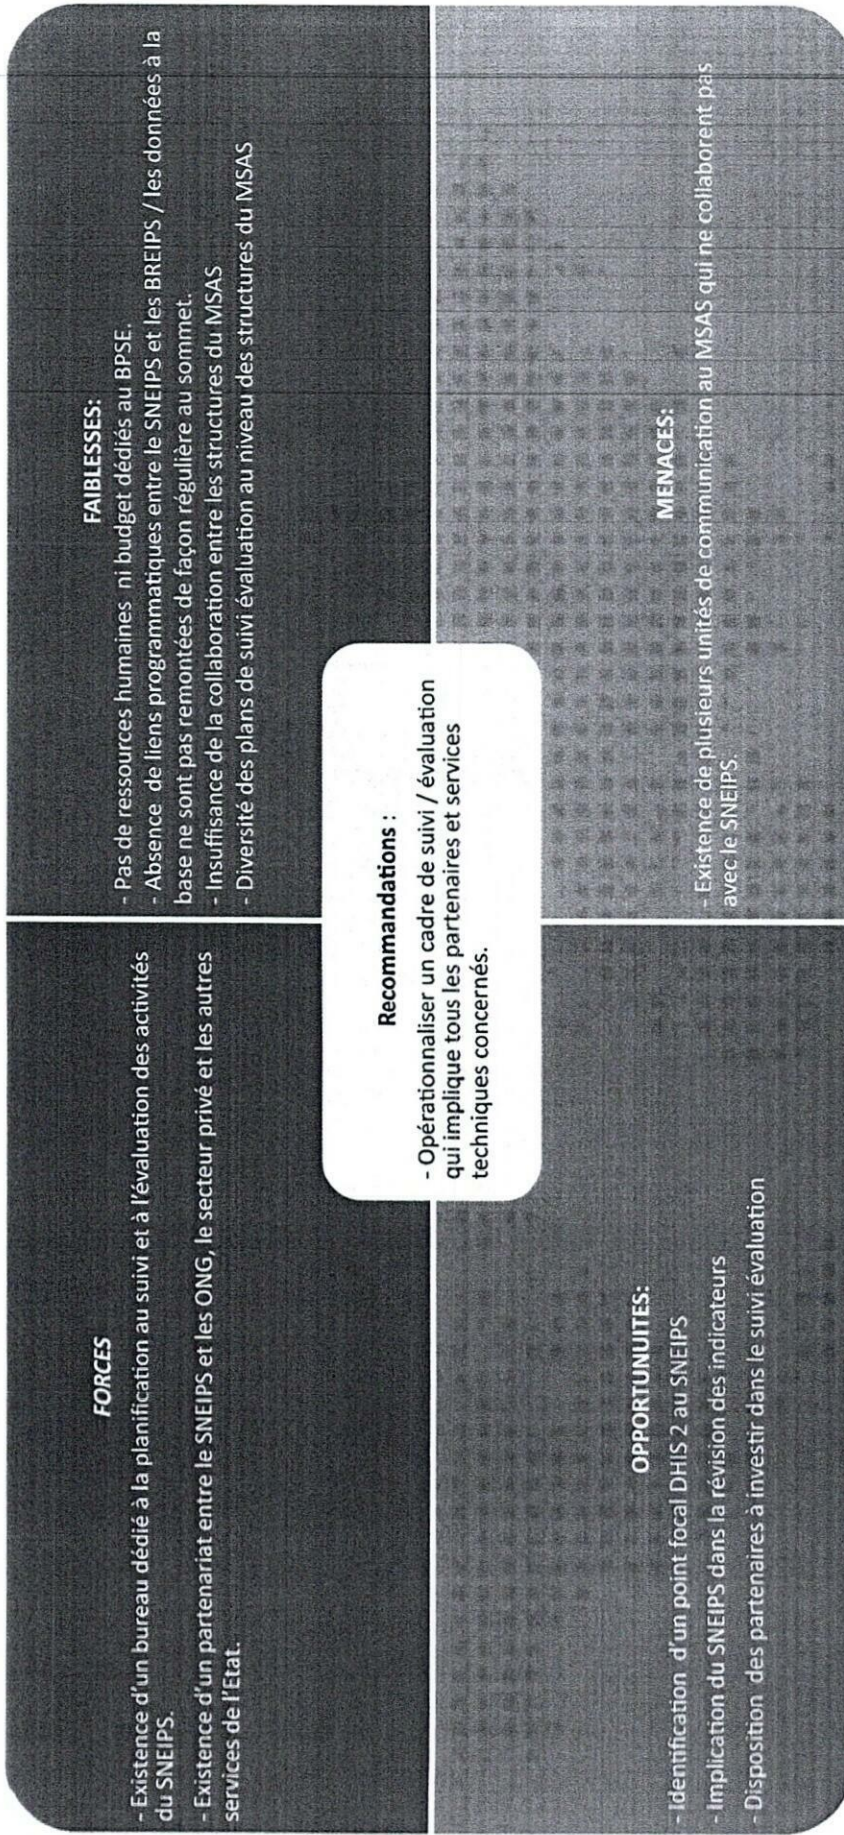 FORCES
- Existence d'un bureau dédié à la planification au suivi et à l'évaluation des activités
du SNEIPS.
- Existence d'un partenariat entre le SNEIPS et les ONG, le secteur privé et les autres
services de l'Etat.
FAIBLESSES:
- Pas de ressources humaines ni budget dédiés au BPSE.
- Absence de liens programmatiques entre le SNEIPS et les BREIPS / les données à la
base ne sont pas remontées de façon régulière au sommet.
- Insuffisance de la collaboration entre les structures du MSAS
- Diversité des plans de suivi évaluation au niveau des structures du MSAS
Recommandations :
- Opérationnaliser un cadre de suivi / évaluation
qui implique tous les partenaires et services
techniques concernés.
OPPORTUNUITES:
- Identification d'un point focal DHIS 2 au SNEIPS
- Implication du SNEIPS dans la révision des indicateurs
- Disposition des partenaires à investir dans le suivi évaluation
MENACES:
- Existence de plusieurs unités de communication au MSAS qui ne collaborent pas
avec le SNEIPS.